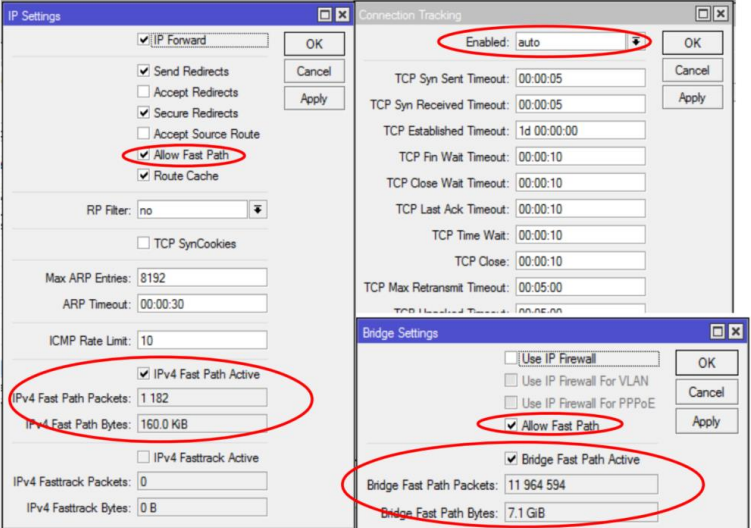 IP Settings
IP Forward
OK
Send Redirects
Cancel
Accept Redirects
Apply
Secure Redirects
Accept Source Route
Allow Fast Path
Route Cache
RP Filter: no
TCP SynCookies
Max ARP Entries: 8192
ARP Timeout: 00:00:30
ICMP Rate Limit: 10
IPv4 Fast Path Active
IPv4 Fast Path Packets: 1 182
IPv4 Fast Path Bytes: 160.0 KiB
IPv4 Fasttrack Active
IPv4 Fasttrack Packets: 0
IPv4 Fasttrack Bytes: 0 B
Connection Tracking
Enabled: auto
OK
Cancel
TCP Syn Sent Timeout: 00:00:05
Apply
TCP Syn Received Timeout: 00:00:05
TCP Established Timeout: 1d 00:00:00
TCP Fin Wait Timeout: 00:00:10
TCP Close Wait Timeout: 00:00:10
TCP Last Ack Timeout: 00:00:10
TCP Time Wait: 00:00:10
TCP Close: 00:00:10
TCP Max Retransmit Timeout: 00:05:00
TCP Unacked Timeout: 00:05:00
Bridge Settings
Use IP Firewall
OK
Use IP Firewall For VLAN
Cancel
Use IP Firewall For PPPoE
Allow Fast Path
Apply
Bridge Fast Path Active
Bridge Fast Path Packets: 11 964 594
Bridge Fast Path Bytes: 7.1 GiB